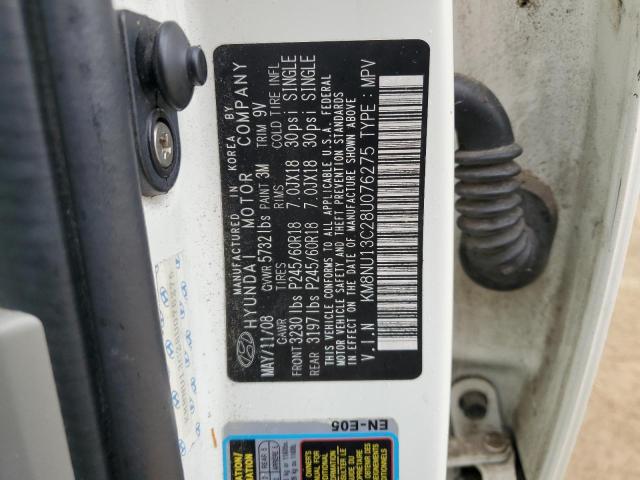 MANUFACTURED IN KOREA BY
HYUNDAI MOTOR COMPANY
MAY/11/08 GVWR 5732 lbs PAINT 3M TRIM 9V
GAWR TIRES RIMS COLD TIRE INFL
FRONT 3230 lbs P245/60R18 7.0JX18 30psi SINGLE
REAR 3197 lbs P245/60R18 7.0JX18 30psi SINGLE
THIS VEHICLE CONFORMS TO ALL APPLICABLE U.S.A. FEDERAL
MOTOR VEHICLE SAFETY AND THEFT PREVENTION STANDARDS
IN EFFECT ON THE DATE OF MANUFACTURE SHOWN ABOVE
V.I.N : KM8NU13C28U076275 TYPE : MPV
EN-E05